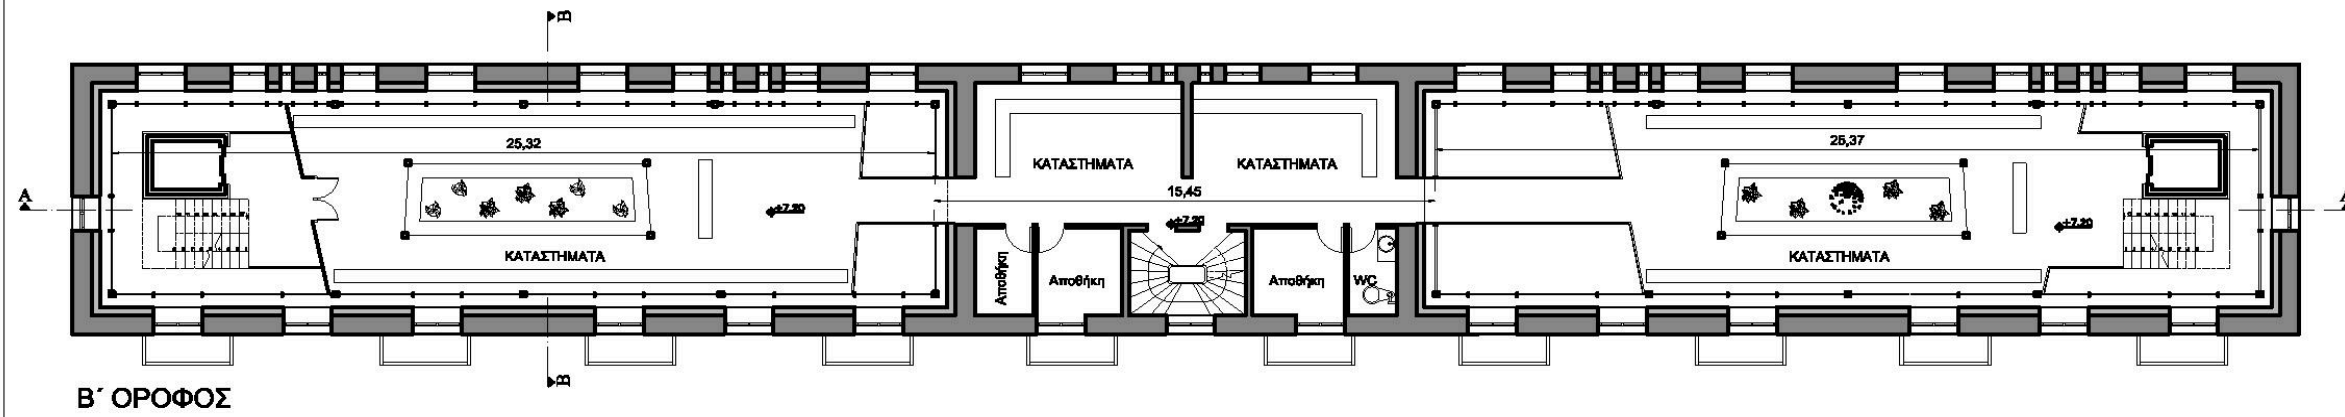 B
25,32
25,37
ΚΑΤΑΣΤΗΜΑΤΑ
ΚΑΤΑΣΤΗΜΑΤΑ
A
A
15,45
+7.20
+7.20
+7.20
ΚΑΤΑΣΤΗΜΑΤΑ
ΚΑΤΑΣΤΗΜΑΤΑ
Αποθήκη
Αποθήκη
Αποθήκη
WC
B
Β΄ ΟΡΟΦΟΣ